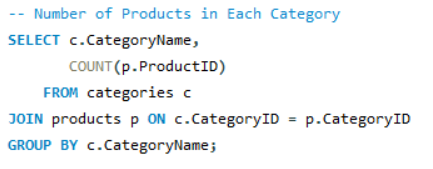 -- Number of Products in Each Category
SELECT c.CategoryName,
COUNT(p.ProductID)
FROM categories c
JOIN products p ON c.CategoryID = p.CategoryID
GROUP BY c.CategoryName;